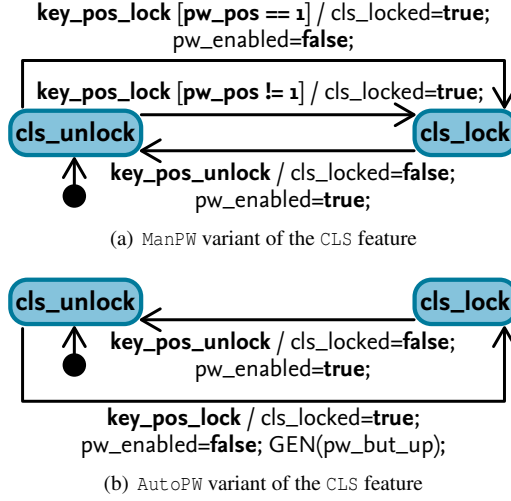 key_pos_lock [pw_pos == 1] / cls_locked=true;
pw_enabled=false;
key_pos_lock [pw_pos != 1] / cls_locked=true;
cls_unlock
cls_lock
key_pos_unlock / cls_locked=false;
pw_enabled=true;
(a) ManPW variant of the CLS feature
cls_unlock
cls_lock
key_pos_unlock / cls_locked=false;
pw_enabled=true;
key_pos_lock / cls_locked=true;
pw_enabled=false; GEN(pw_but_up);
(b) AutoPW variant of the CLS feature